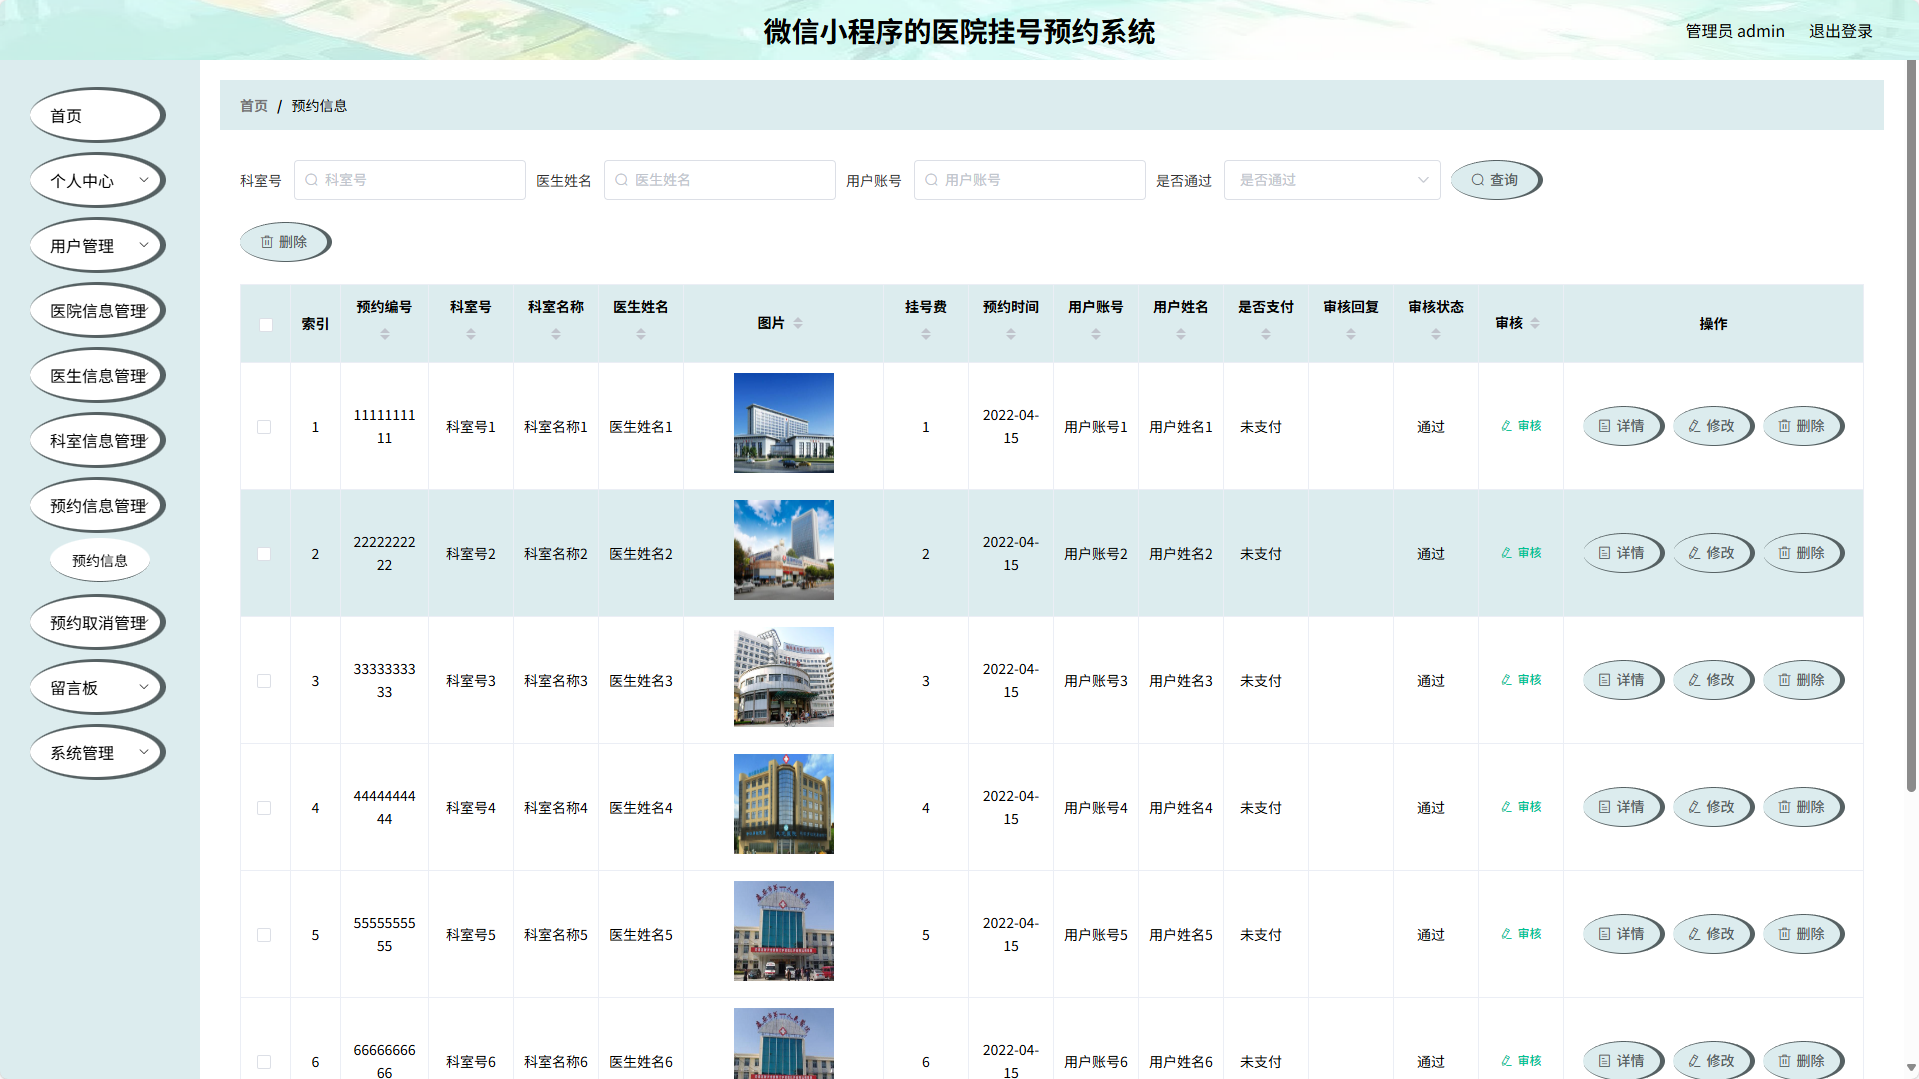 微信小程序的医院挂号预约系统
管理员 admin 退出登录
首页
个人中心
用户管理
医院信息管理
医生信息管理
科室信息管理
预约信息管理
预约信息
预约取消管理
留言板
系统管理
首页 / 预约信息
科室号 科室号 医生姓名 医生姓名 用户账号 用户账号 是否通过 是否通过 查询
删除
索引 预约编号 科室号 科室名称 医生姓名 图片 挂号费 预约时间 用户账号 用户姓名 是否支付 审核回复 审核状态 审核 操作
1 11111111 科室号1 科室名称1 医生姓名1 1 2022-04- 用户账号1 用户姓名1 未支付 通过 审核 详情 修改 删除
11 15
2 22222222 科室号2 科室名称2 医生姓名2 2 2022-04- 用户账号2 用户姓名2 未支付 通过 审核 详情 修改 删除
22 15
3 33333333 科室号3 科室名称3 医生姓名3 3 2022-04- 用户账号3 用户姓名3 未支付 通过 审核 详情 修改 删除
33 15
4 44444444 科室号4 科室名称4 医生姓名4 4 2022-04- 用户账号4 用户姓名4 未支付 通过 审核 详情 修改 删除
44 15
5 55555555 科室号5 科室名称5 医生姓名5 5 2022-04- 用户账号5 用户姓名5 未支付 通过 审核 详情 修改 删除
55 15
6 66666666 科室号6 科室名称6 医生姓名6 6 2022-04- 用户账号6 用户姓名6 未支付 通过 审核 详情 修改 删除
66 15